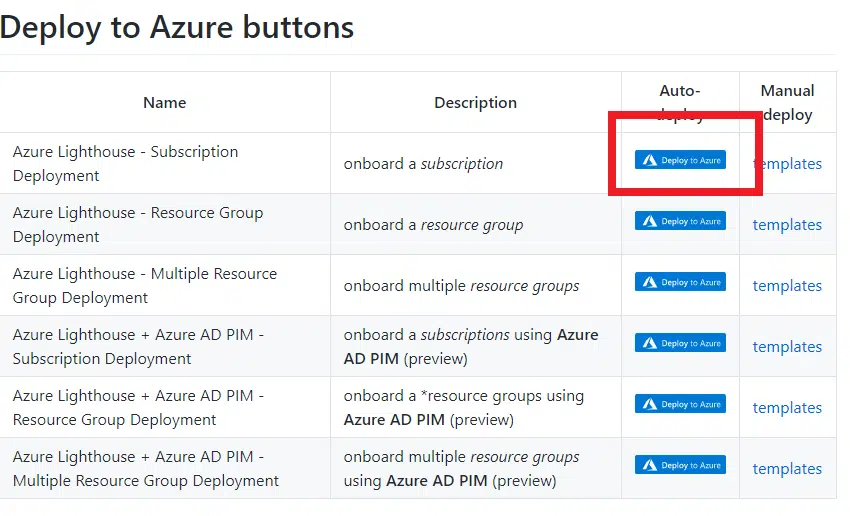 Deploy to Azure buttons
Name
Description
Auto-
deploy
Manual
deploy
Azure Lighthouse - Subscription
Deployment
onboard a subscription
Deploy to Azure
templates
Azure Lighthouse - Resource Group
Deployment
onboard a resource group
Deploy to Azure
templates
Azure Lighthouse - Multiple Resource
Group Deployment
onboard multiple resource groups
Deploy to Azure
templates
Azure Lighthouse + Azure AD PIM -
Subscription Deployment
onboard a subscriptions using Azure
AD PIM (preview)
Deploy to Azure
templates
Azure Lighthouse + Azure AD PIM -
Resource Group Deployment
onboard a *resource groups using
Azure AD PIM (preview)
Deploy to Azure
templates
Azure Lighthouse + Azure AD PIM -
Multiple Resource Group Deployment
onboard multiple resource groups
using Azure AD PIM (preview)
Deploy to Azure
templates